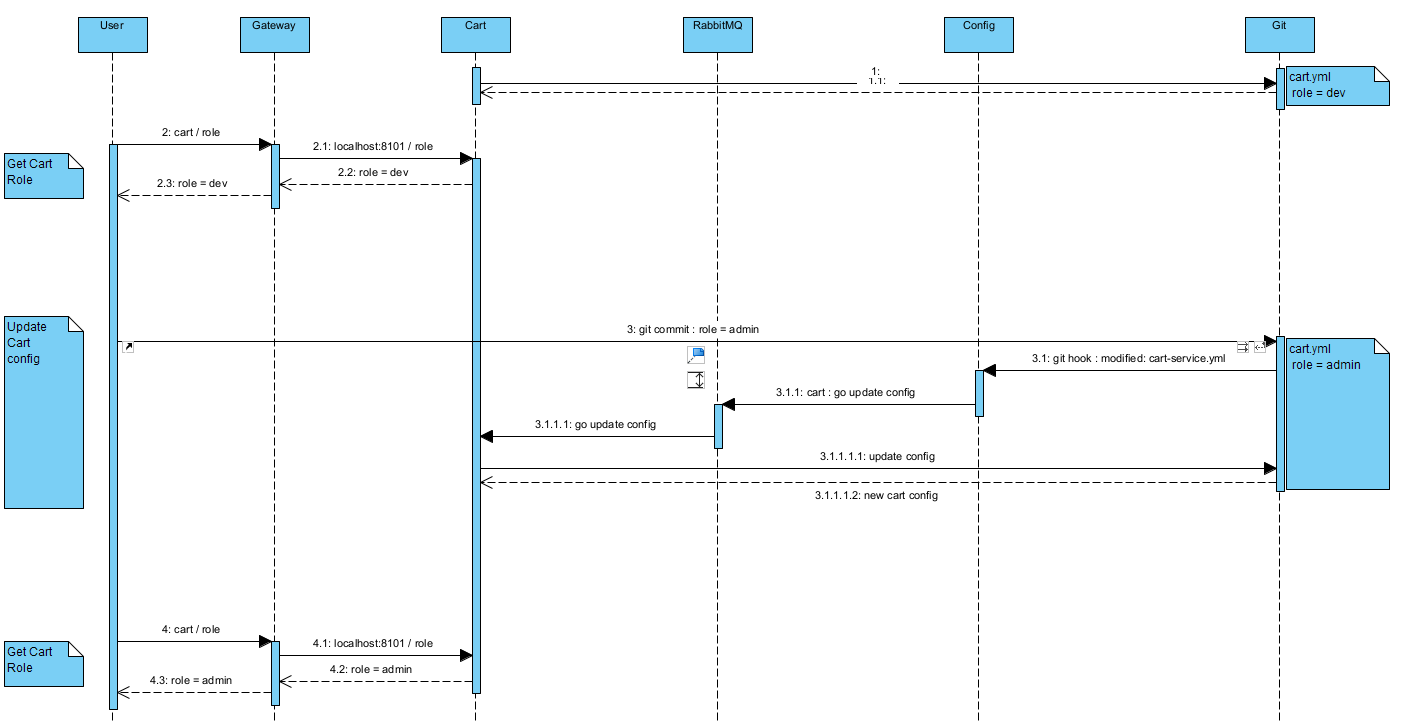 User
Gateway
Cart
RabbitMQ
Config
Git
1:
1.1:
cart.yml
role = dev
2: cart / role
2.1: localhost:8101 / role
Get Cart
Role
2.2: role = dev
2.3: role = dev
Update
Cart
config
3: git commit : role = admin
cart.yml
role = admin
3.1: git hook : modified: cart-service.yml
3.1.1: cart : go update config
3.1.1.1: go update config
3.1.1.1.1: update config
3.1.1.1.2: new cart config
4: cart / role
4.1: localhost:8101 / role
Get Cart
Role
4.2: role = admin
4.3: role = admin